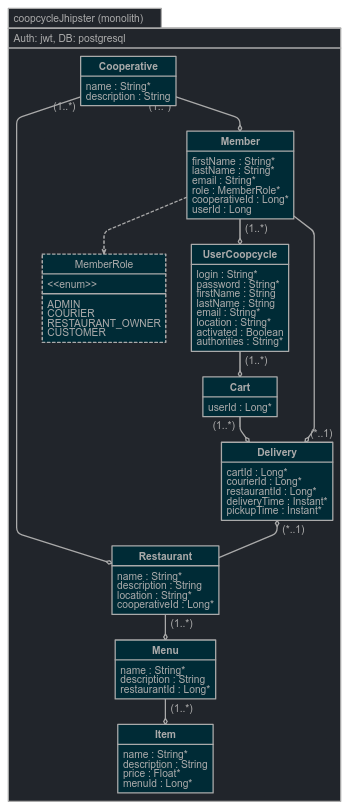 coopcycleJhipster (monolith)
Auth: jwt, DB: postgresql
Cooperative
name : String*
description : String
(1..*)
(1..*)
Member
firstName : String*
lastName : String*
email : String*
role : MemberRole*
cooperativeId : Long*
userId : Long
(1..*)
MemberRole
<<enum>>
ADMIN
COURIER
RESTAURANT_OWNER
CUSTOMER
UserCoopcycle
login : String*
password : String*
firstName : String
lastName : String
email : String*
location : String*
activated : Boolean
authorities : String*
(1..*)
Cart
userId : Long*
(1..*)
(*..1)
Delivery
cartId : Long*
courierId : Long*
restaurantId : Long*
deliveryTime : Instant*
pickupTime : Instant*
(*..1)
Restaurant
name : String*
description : String
location : String*
cooperativeId : Long*
(1..*)
Menu
name : String*
description : String
restaurantId : Long*
(1..*)
Item
name : String*
description : String
price : Float*
menuId : Long*